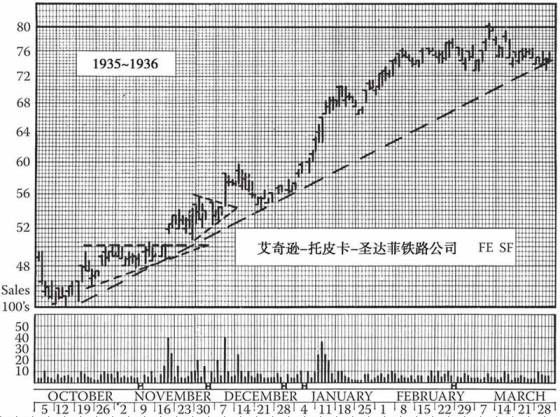 80
1935~1936
76
72
68
64
60
56
52
艾奇逊-托皮卡-圣达菲铁路公司 FE SF
48
Sales
100's
50
40
30
20
10
H H H H H
OCTOBER NOVEMBER DECEMBER JANUARY FEBRUARY MARCH
5 12 19 26 2 9 16 23 30 7 14 21 28 4 11 18 25 1 8 15 22 29 7 14 21